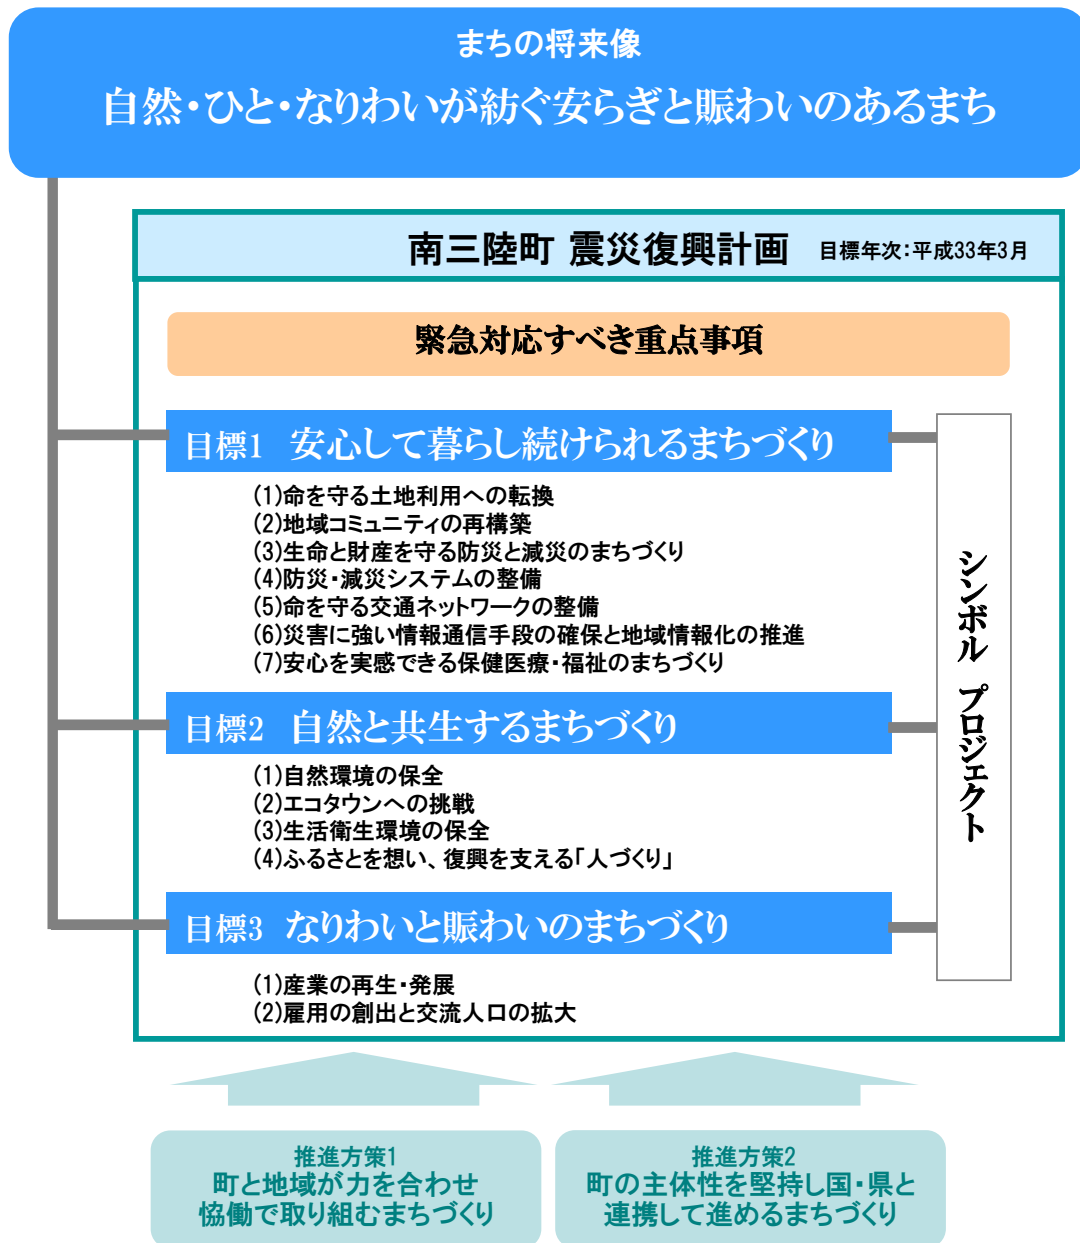 まちの将来像
自然・ひと・なりわいが紡ぐ安らぎと賑わいのあるまち
南三陸町 震災復興計画 目標年次:平成33年3月
緊急対応すべき重点事項
目標1 安心して暮らし続けられるまちづくり
(1)命を守る土地利用への転換
(2)地域コミュニティの再構築
(3)生命と財産を守る防災と減災のまちづくり
(4)防災・減災システムの整備
(5)命を守る交通ネットワークの整備
(6)災害に強い情報通信手段の確保と地域情報化の推進
(7)安心を実感できる保健医療・福祉のまちづくり
目標2 自然と共生するまちづくり
(1)自然環境の保全
(2)エコタウンへの挑戦
(3)生活衛生環境の保全
(4)ふるさとを想い、復興を支える「人づくり」
目標3 なりわいと賑わいのまちづくり
(1)産業の再生・発展
(2)雇用の創出と交流人口の拡大
シンボル プロジェクト
推進方策1
町と地域が力を合わせ
恊働で取り組むまちづくり
推進方策2
町の主体性を堅持し国・県と
連携して進めるまちづくり